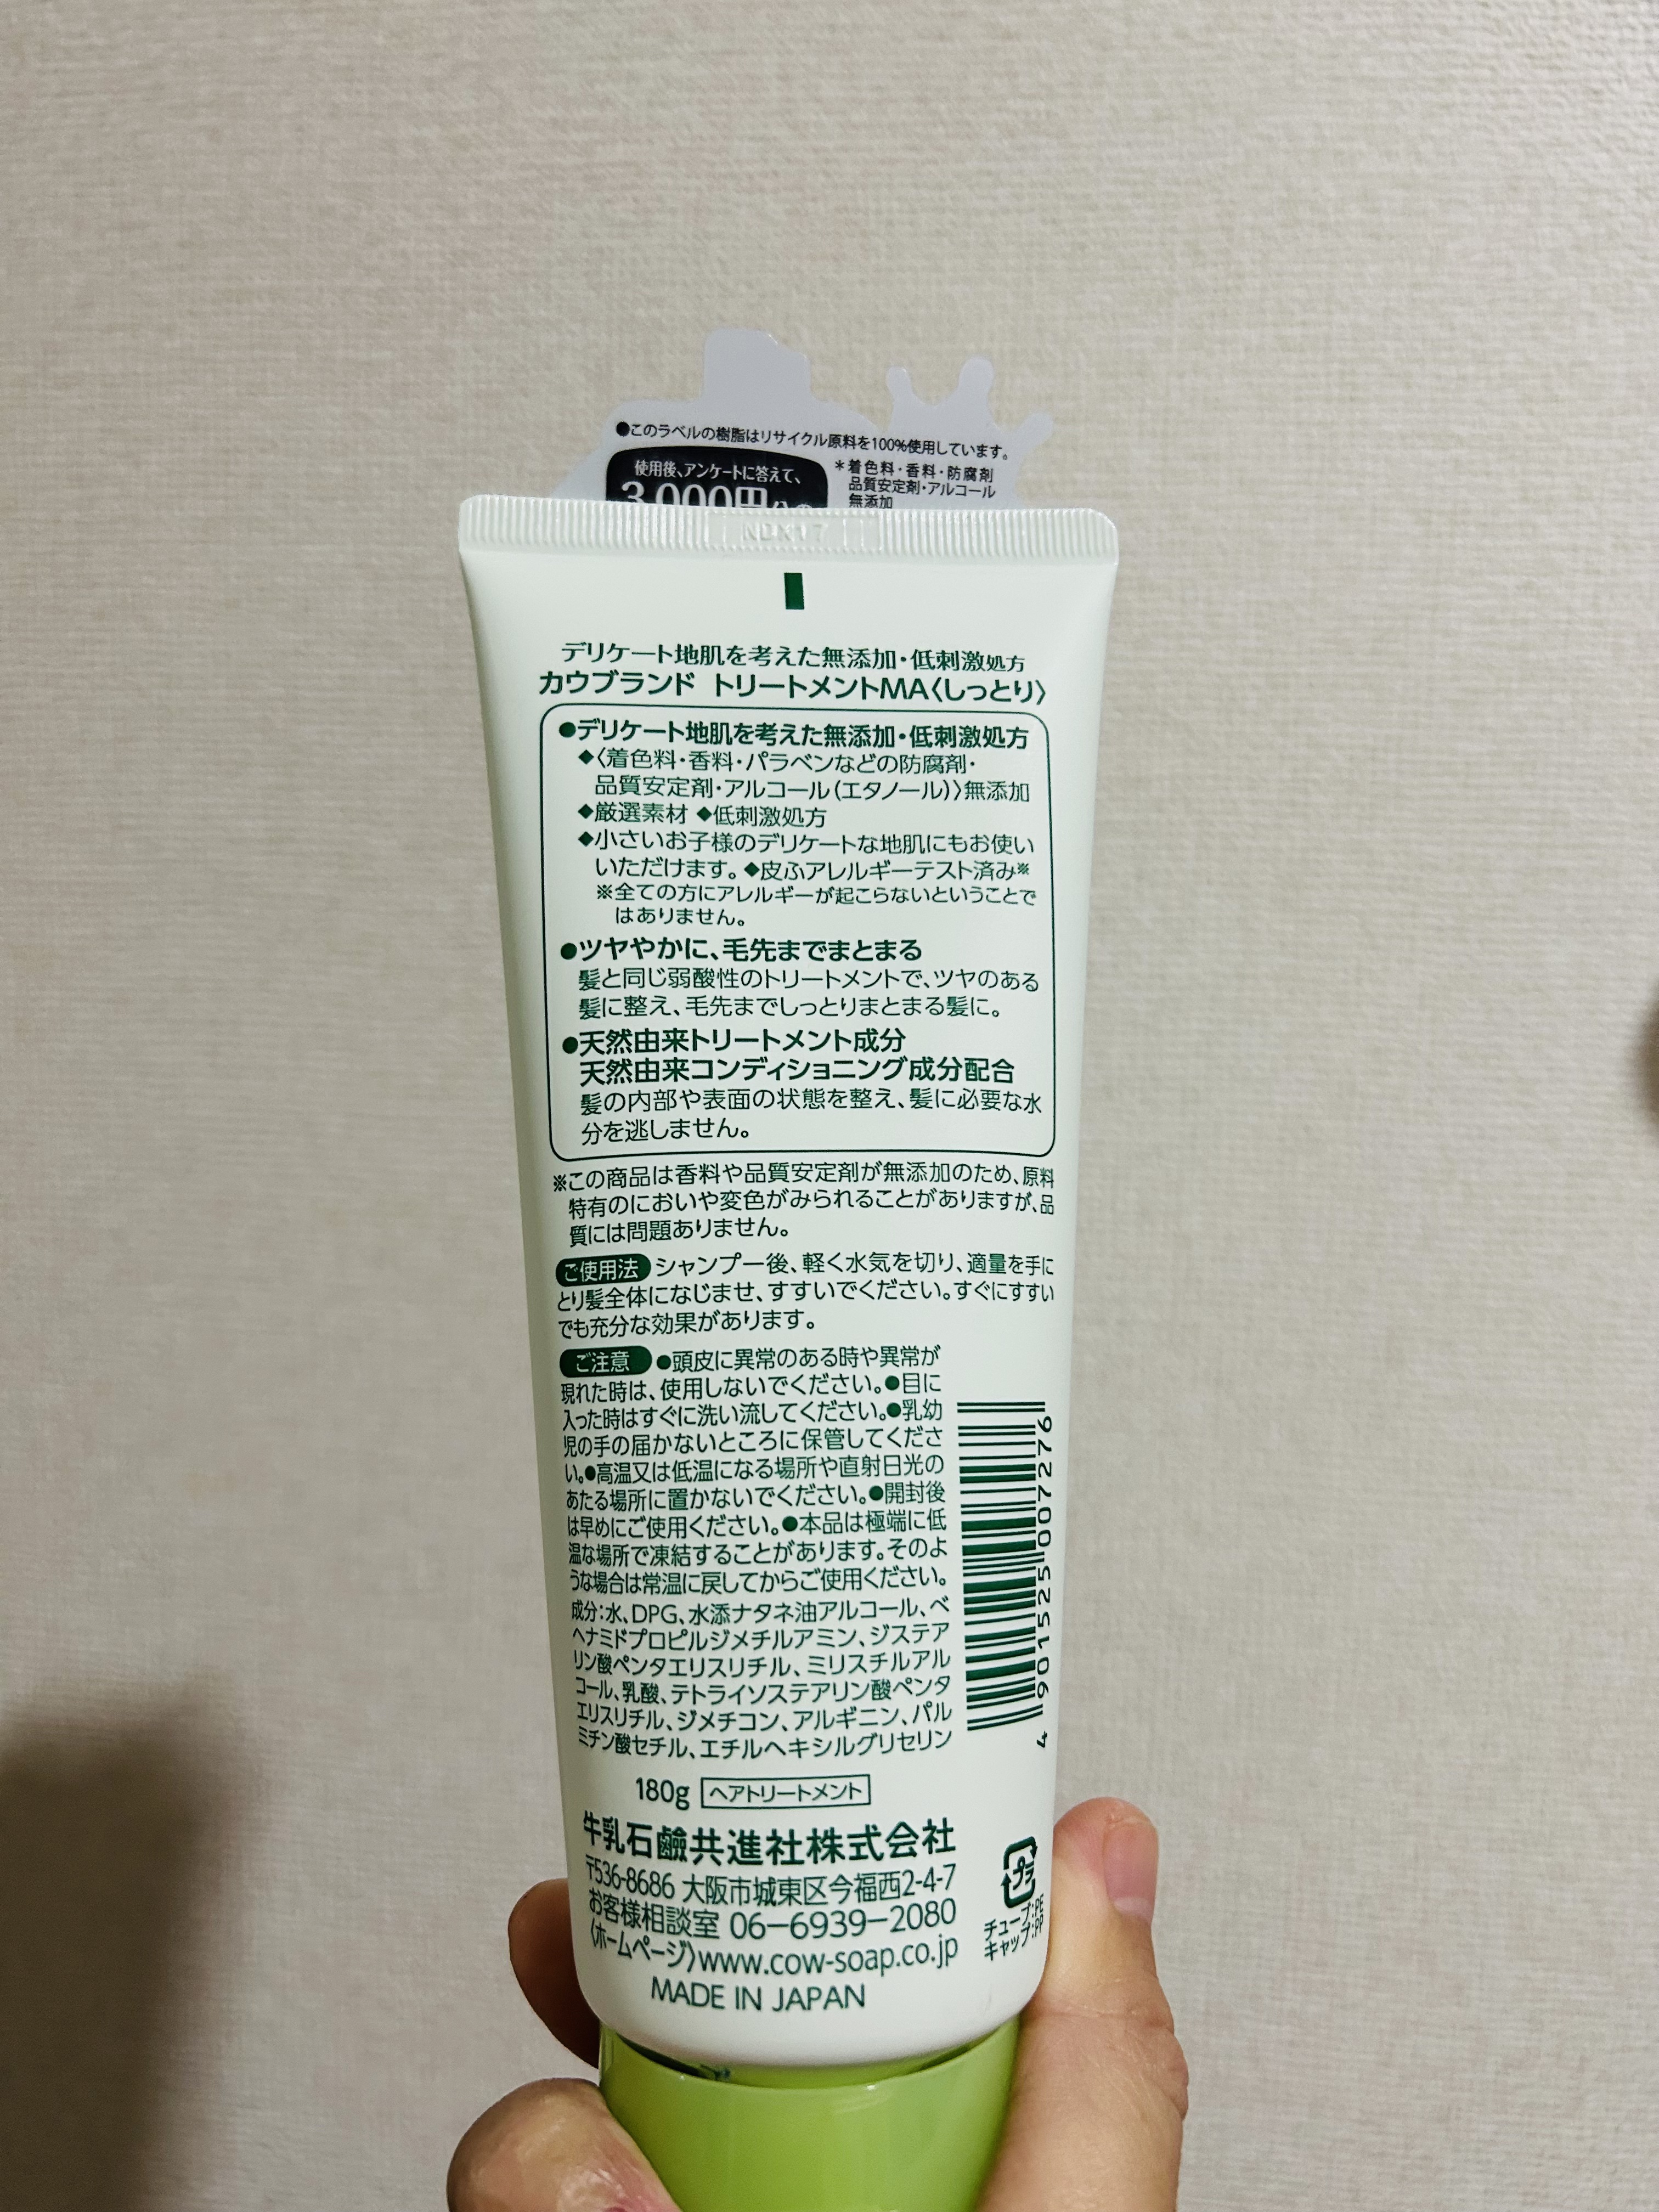 ●このラベルの樹脂はリサイクル原料を100%使用しています。
使用後、アンケートに答えて、
3,000円分の
＊着色料・香料・防腐剤
品質安定剤・アルコール
無添加
デリケート地肌を考えた無添加・低刺激処方
カウブランド トリートメントMA〈しっとり〉
●デリケート地肌を考えた無添加・低刺激処方
◆〈着色料・香料・パラベンなどの防腐剤・
品質安定剤・アルコール(エタノール)〉無添加
◆厳選素材 ◆低刺激処方
◆小さいお子様のデリケートな地肌にもお使い
いただけます。◆皮ふアレルギーテスト済み※
※全ての方にアレルギーが起こらないということで
はありません。
●ツヤやかに、毛先までまとまる
髪と同じ弱酸性のトリートメントで、ツヤのある
髪に整え、毛先までしっとりまとまる髪に。
●天然由来トリートメント成分
天然由来コンディショニング成分配合
髪の内部や表面の状態を整え、髪に必要な水
分を逃しません。
※この商品は香料や品質安定剤が無添加のため、原料
特有のにおいや変色がみられることがありますが、品
質には問題ありません。
ご使用法 シャンプー後、軽く水気を切り、適量を手に
とり髪全体になじませ、すすいでください。すぐにすすい
でも充分な効果があります。
ご注意 ●頭皮に異常のある時や異常が
現れた時は、使用しないでください。●目に
入った時はすぐに洗い流してください。●乳幼
児の手の届かないところに保管してくださ
い。●高温又は低温になる場所や直射日光の
あたる場所に置かないでください。●開封後
は早めにご使用ください。●本品は極端に低
温な場所で凍結することがあります。そのよ
うな場合は常温に戻してからご使用ください。
成分：水、DPG、水添ナタネ油アルコール、ベ
ヘナミドプロピルジメチルアミン、ジステア
リン酸ペンタエリスリチル、ミリスチルアル
コール、乳酸、テトライソステアリン酸ペンタ
エリスリチル、ジメチコン、アルギニン、パル
ミチン酸セチル、エチルヘキシルグリセリン
4 901525 007276
180g ヘアトリートメント
牛乳石鹼共進社株式会社
〒536-8686 大阪市城東区今福西2-4-7
お客様相談室 06－6939－2080
〈ホームページ〉www.cow-soap.co.jp
MADE IN JAPAN
プラ
チューブ:PE
キャップ:PP